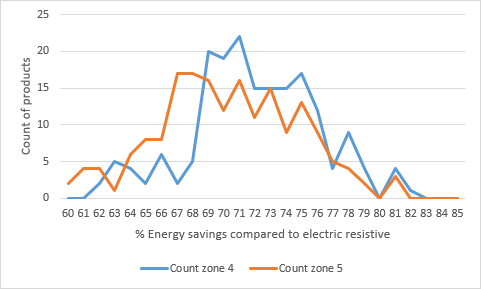 25
20
15
10
5
0
Count of products
60 61 62 63 64 65 66 67 68 69 70 71 72 73 74 75 76 77 78 79 80 81 82 83 84 85
% Energy savings compared to electric resistive
Count zone 4 Count zone 5